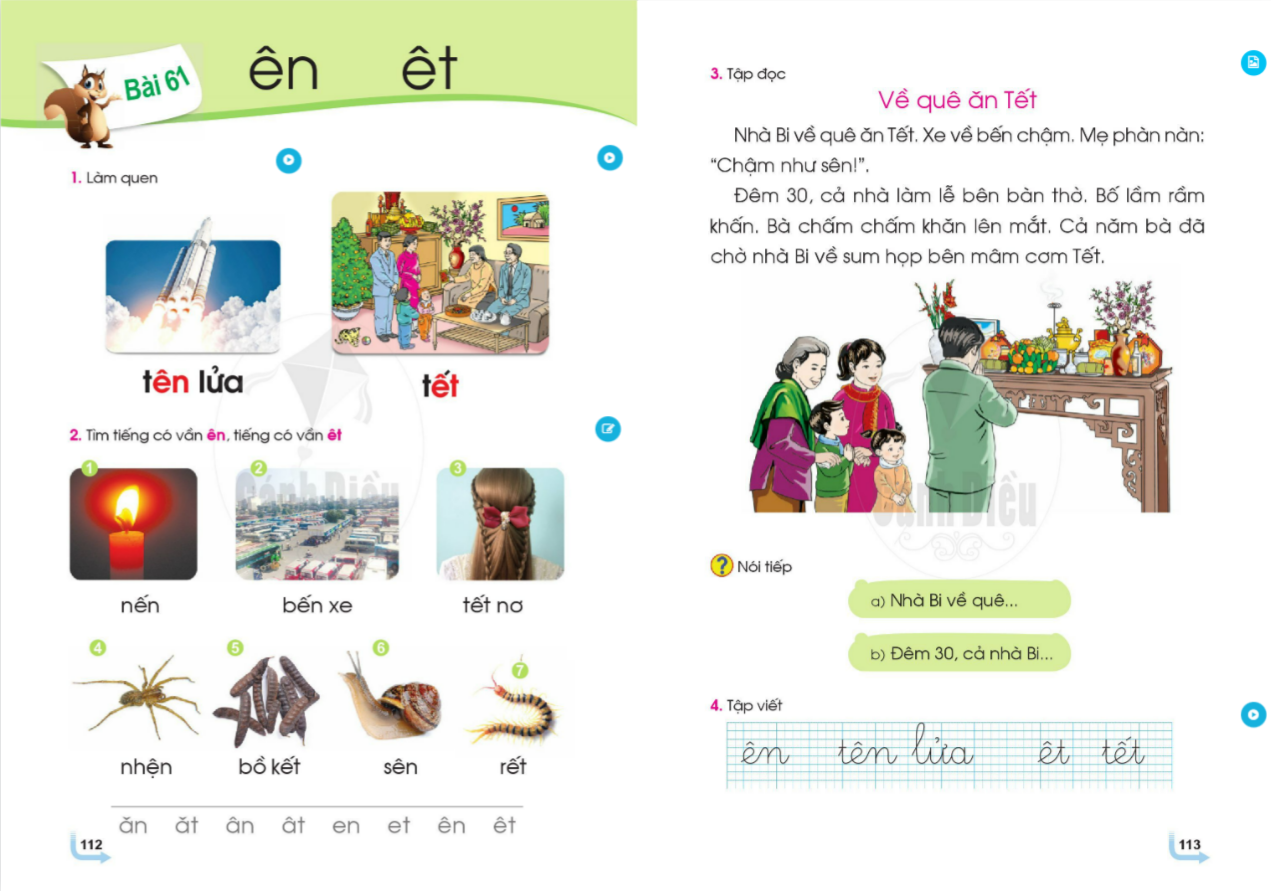 Bài 61
ên êt
1. Làm quen
tên lửa
tết
2. Tìm tiếng có vần ên, tiếng có vần êt
1
2
3
nến
bến xe
tết nơ
4
5
6
7
nhện
bồ kết
sên
rết
ăn ăt ân ât en et ên êt
112
3. Tập đọc
Về quê ăn Tết
Nhà Bi về quê ăn Tết. Xe về bến chậm. Mẹ phàn nàn:
“Chậm như sên!”.
Đêm 30, cả nhà làm lễ bên bàn thờ. Bố lầm rầm
khấn. Bà chấm chấm khăn lên mắt. Cả năm bà đã
chờ nhà Bi về sum họp bên mâm cơm Tết.
Cánh Diều
Cánh Diều
? Nói tiếp
a) Nhà Bi về quê...
b) Đêm 30, cả nhà Bi...
4. Tập viết
ên tên lửa êt tết
113